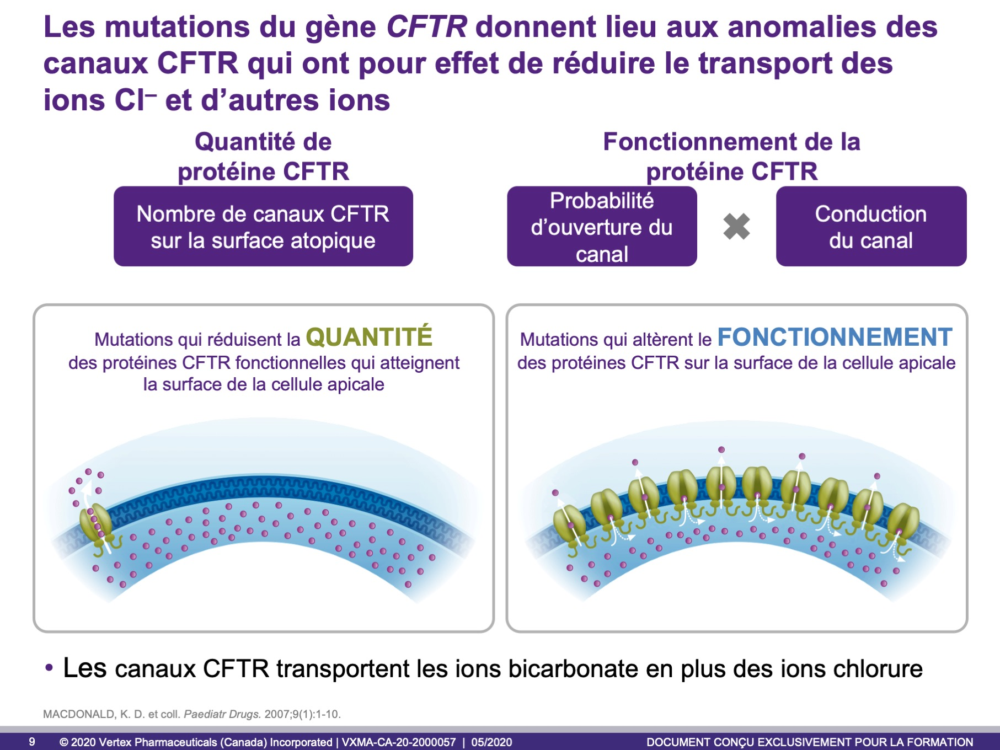 Les mutations du gène CFTR donnent lieu aux anomalies des
canaux CFTR qui ont pour effet de réduire le transport des
ions Cl– et d’autres ions
Quantité de
protéine CFTR
Nombre de canaux CFTR
sur la surface atopique
Fonctionnement de la
protéine CFTR
Probabilité
d’ouverture du
canal
✖
Conduction
du canal
Mutations qui réduisent la QUANTITÉ
des protéines CFTR fonctionnelles qui atteignent
la surface de la cellule apicale
Mutations qui altèrent le FONCTIONNEMENT
des protéines CFTR sur la surface de la cellule apicale
• Les canaux CFTR transportent les ions bicarbonate en plus des ions chlorure
MACDONALD, K. D. et coll. Paediatr Drugs. 2007;9(1):1-10.
9 © 2020 Vertex Pharmaceuticals (Canada) Incorporated | VXMA-CA-20-2000057 | 05/2020 DOCUMENT CONÇU EXCLUSIVEMENT POUR LA FORMATION